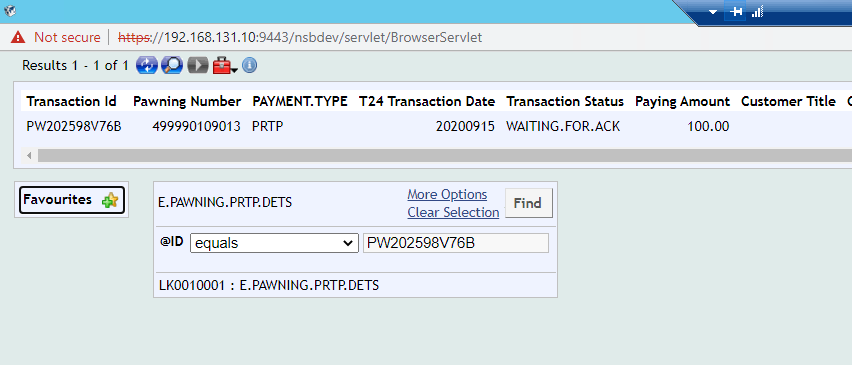 Not secure | https://192.168.131.10:9443/nsbdev/servlet/BrowserServlet
Results 1 - 1 of 1
Transaction Id Pawning Number PAYMENT.TYPE T24 Transaction Date Transaction Status Paying Amount Customer Title
PW202598V76B 499990109013 PRTP 20200915 WAITING.FOR.ACK 100.00
Favourites
E.PAWNING.PRTP.DETS More Options Find
Clear Selection
@ID equals PW202598V76B
LK0010001 : E.PAWNING.PRTP.DETS